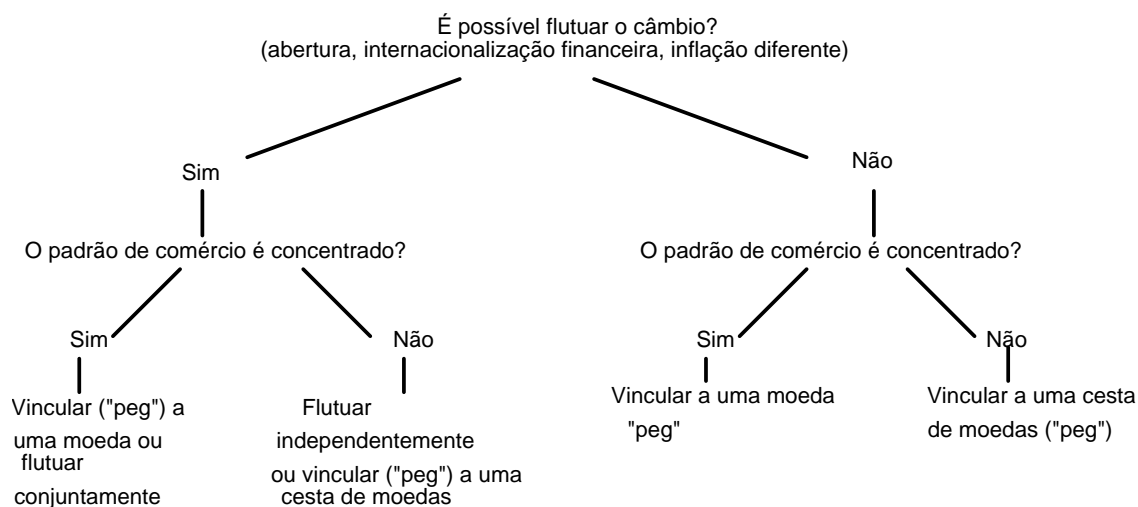 É possível flutuar o câmbio?
(abertura, internacionalização financeira, inflação diferente)
Sim
Não
O padrão de comércio é concentrado?
O padrão de comércio é concentrado?
Sim
Não
Sim
Não
Vincular ("peg") a
uma moeda ou
flutuar
conjuntamente
Flutuar
independentemente
ou vincular ("peg") a uma
cesta de moedas
Vincular a uma moeda
"peg"
Vincular a uma cesta
de moedas ("peg")